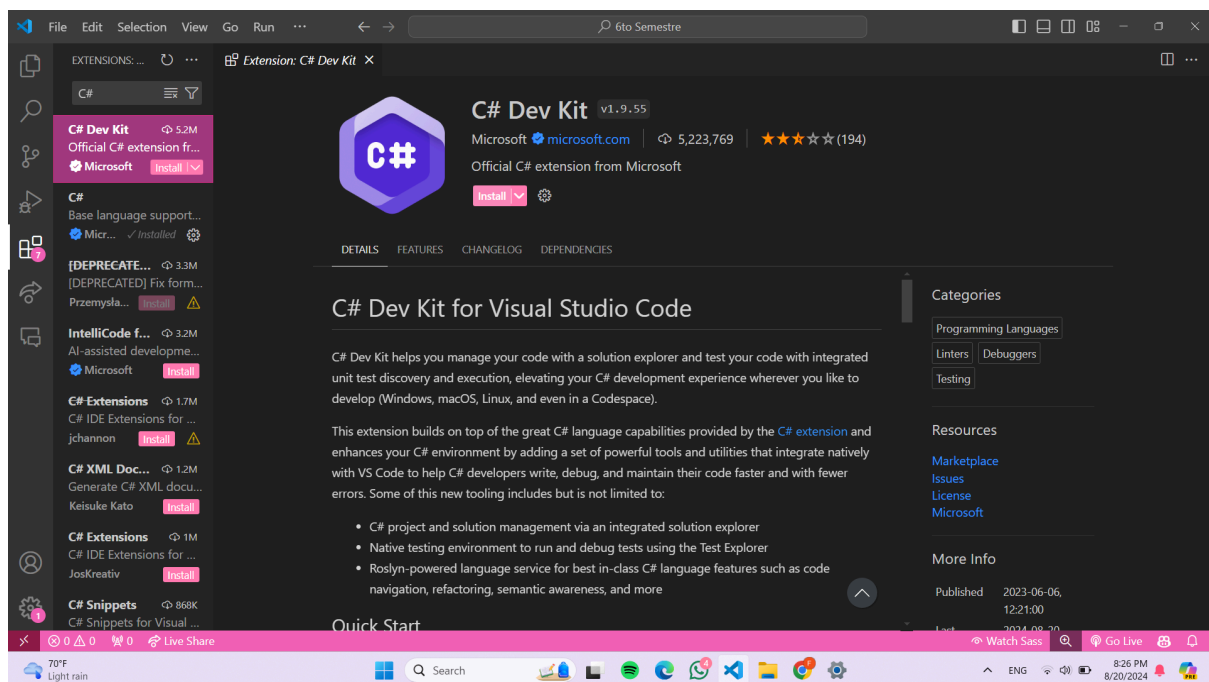 File Edit Selection View Go Run ··· 6to Semestre
EXTENSIONS: ...
Extension: C# Dev Kit
C#
C# Dev Kit 5.2M
Official C# extension fr...
Microsoft Install
C#
Base language support...
Micr... Installed
[DEPRECATE... 3.3M
[DEPRECATED] Fix form...
Przemysła... Install
IntelliCode f... 3.2M
AI-assisted developme...
Microsoft Install
C# Extensions 1.7M
C# IDE Extensions for ...
jchannon Install
C# XML Doc... 1.2M
Generate C# XML docu...
Keisuke Kato Install
C# Extensions 1M
C# IDE Extensions for ...
JosKreativ Install
C# Snippets 868K
C# Snippets for Visual ...
7
1
C#
C# Dev Kit v1.9.55
Microsoft microsoft.com 5,223,769 (194)
Official C# extension from Microsoft
Install
DETAILS FEATURES CHANGELOG DEPENDENCIES
C# Dev Kit for Visual Studio Code
C# Dev Kit helps you manage your code with a solution explorer and test your code with integrated
unit test discovery and execution, elevating your C# development experience wherever you like to
develop (Windows, macOS, Linux, and even in a Codespace).
This extension builds on top of the great C# language capabilities provided by the C# extension and
enhances your C# environment by adding a set of powerful tools and utilities that integrate natively
with VS Code to help C# developers write, debug, and maintain their code faster and with fewer
errors. Some of this new tooling includes but is not limited to:
• C# project and solution management via an integrated solution explorer
• Native testing environment to run and debug tests using the Test Explorer
• Roslyn-powered language service for best in-class C# language features such as code
navigation, refactoring, semantic awareness, and more
Quick Start
Categories
Programming Languages
Linters Debuggers
Testing
Resources
Marketplace
Issues
License
Microsoft
More Info
Published 2023-06-06,
12:21:00
Last 2024-08-20
0 0 0 Live Share Watch Sass Go Live
70°F
Light rain
Search
4
F
PRE
ENG
8:26 PM
8/20/2024